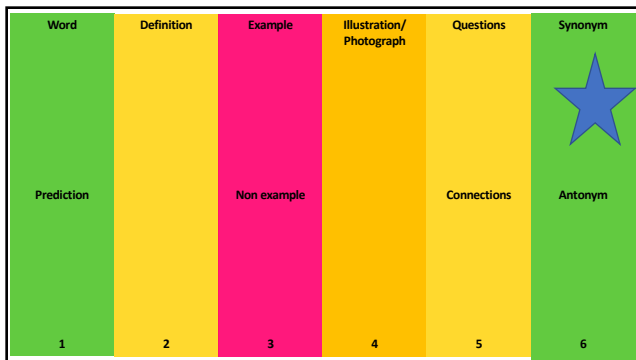 Word Definition Example Illustration/ Questions Synonym
Photograph
Prediction Non example Connections Antonym
1 2 3 4 5 6